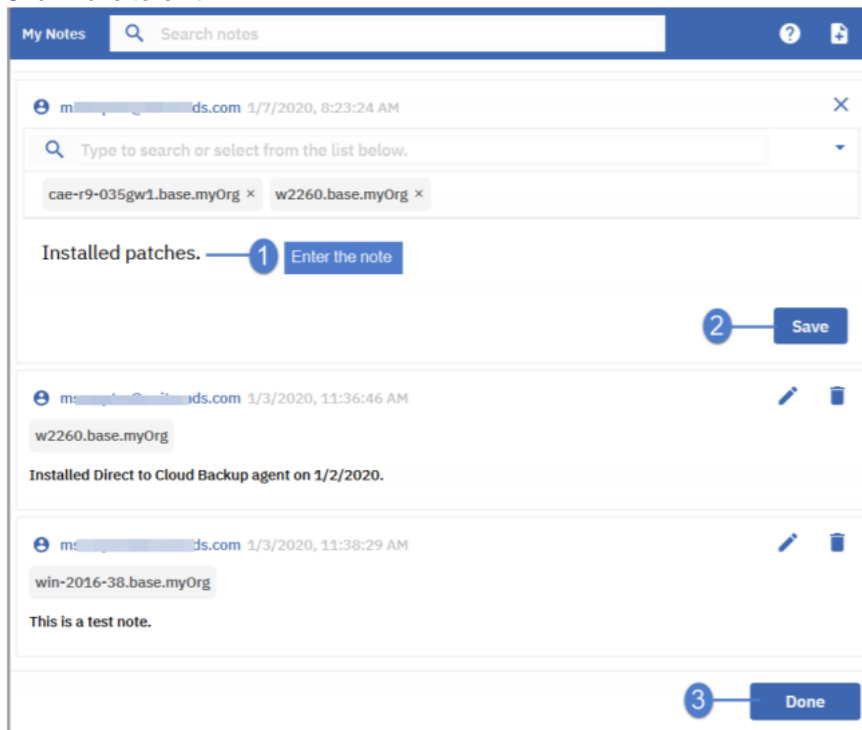 My Notes Search notes
m ds.com 1/7/2020, 8:23:24 AM
Type to search or select from the list below.
cae-r9-035gw1.base.myOrg × w2260.base.myOrg ×
Installed patches. 1 Enter the note
2 Save
ds.com 1/3/2020, 11:36:46 AM
w2260.base.myOrg
Installed Direct to Cloud Backup agent on 1/2/2020.
ds.com 1/3/2020, 11:38:29 AM
win-2016-38.base.myOrg
This is a test note.
3 Done